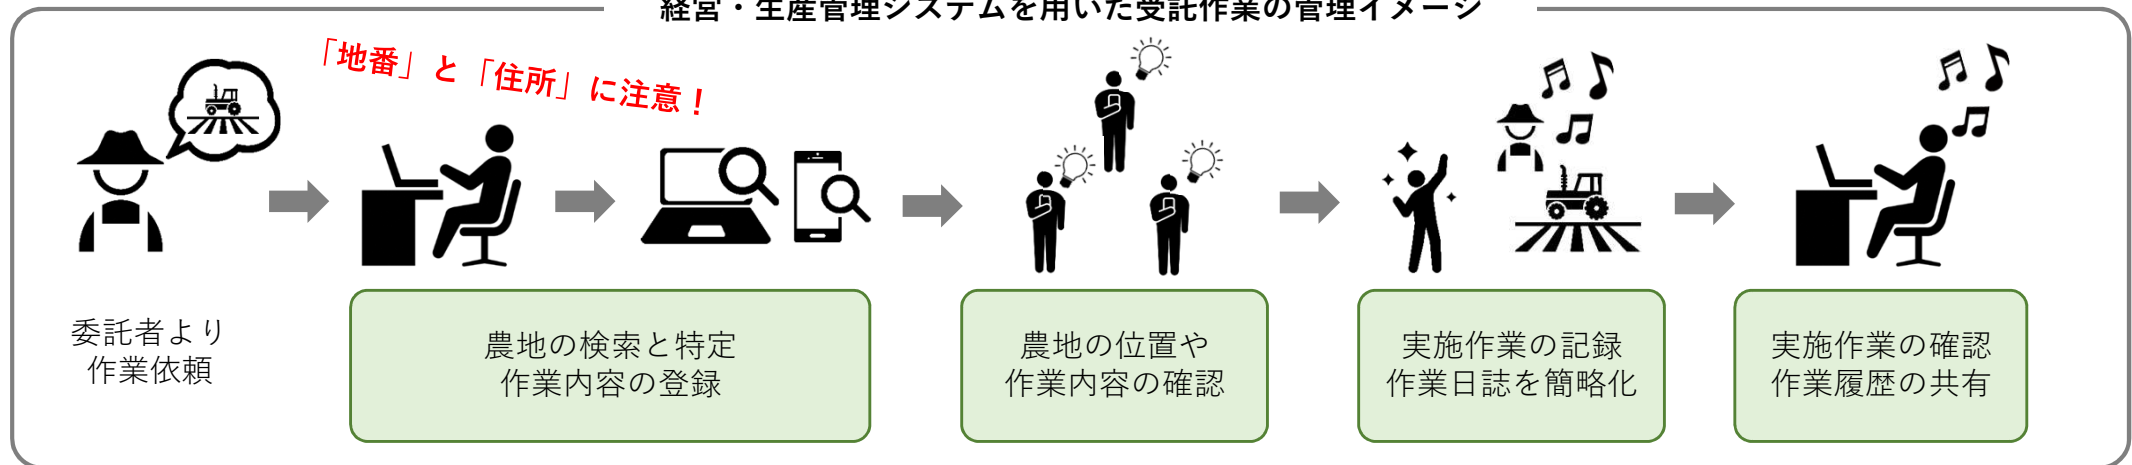 経営・生産管理システムを用いた受託作業の管理イメージ
「地番」と「住所」に注意！
委託者より
作業依頼
農地の検索と特定
作業内容の登録
農地の位置や
作業内容の確認
実施作業の記録
作業日誌を簡略化
実施作業の確認
作業履歴の共有